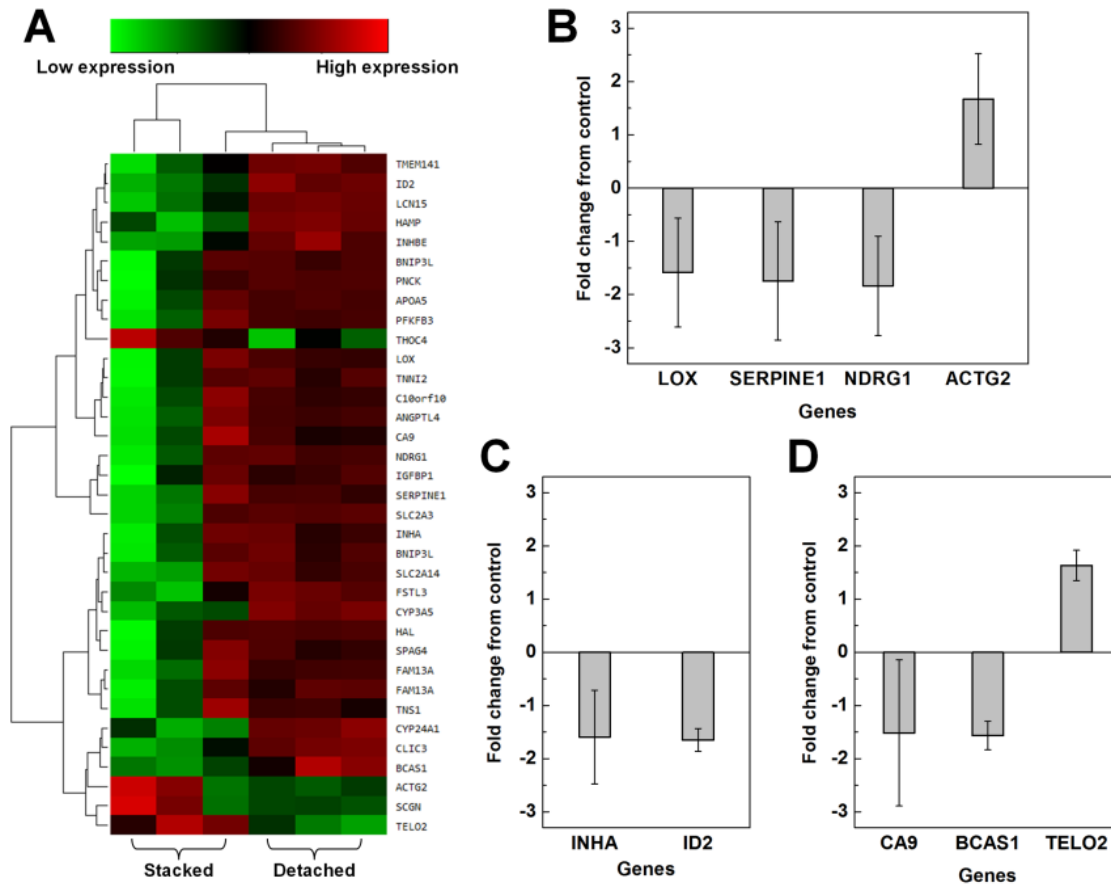 A
Low expression
High expression
TMEM141
ID2
LCN15
HAMP
INHBE
BNIP3L
PNCK
APOA5
PFKFB3
THOC4
LOX
TNNI2
C10orf10
ANGPTL4
CA9
NDRG1
IGFBP1
SERPINE1
SLC2A3
INHA
BNIP3L
SLC2A14
FSTL3
CYP3A5
HAL
SPAG4
FAM13A
FAM13A
TNS1
CYP24A1
CLIC3
BCAS1
ACTG2
SCGN
TELO2
Stacked
Detached
B
Fold change from control
3
2
1
0
-1
-2
-3
LOX
SERPINE1
NDRG1
ACTG2
Genes
C
Fold change from control
3
2
1
0
-1
-2
-3
INHA
ID2
Genes
D
Fold change from control
3
2
1
0
-1
-2
-3
CA9
BCAS1
TELO2
Genes